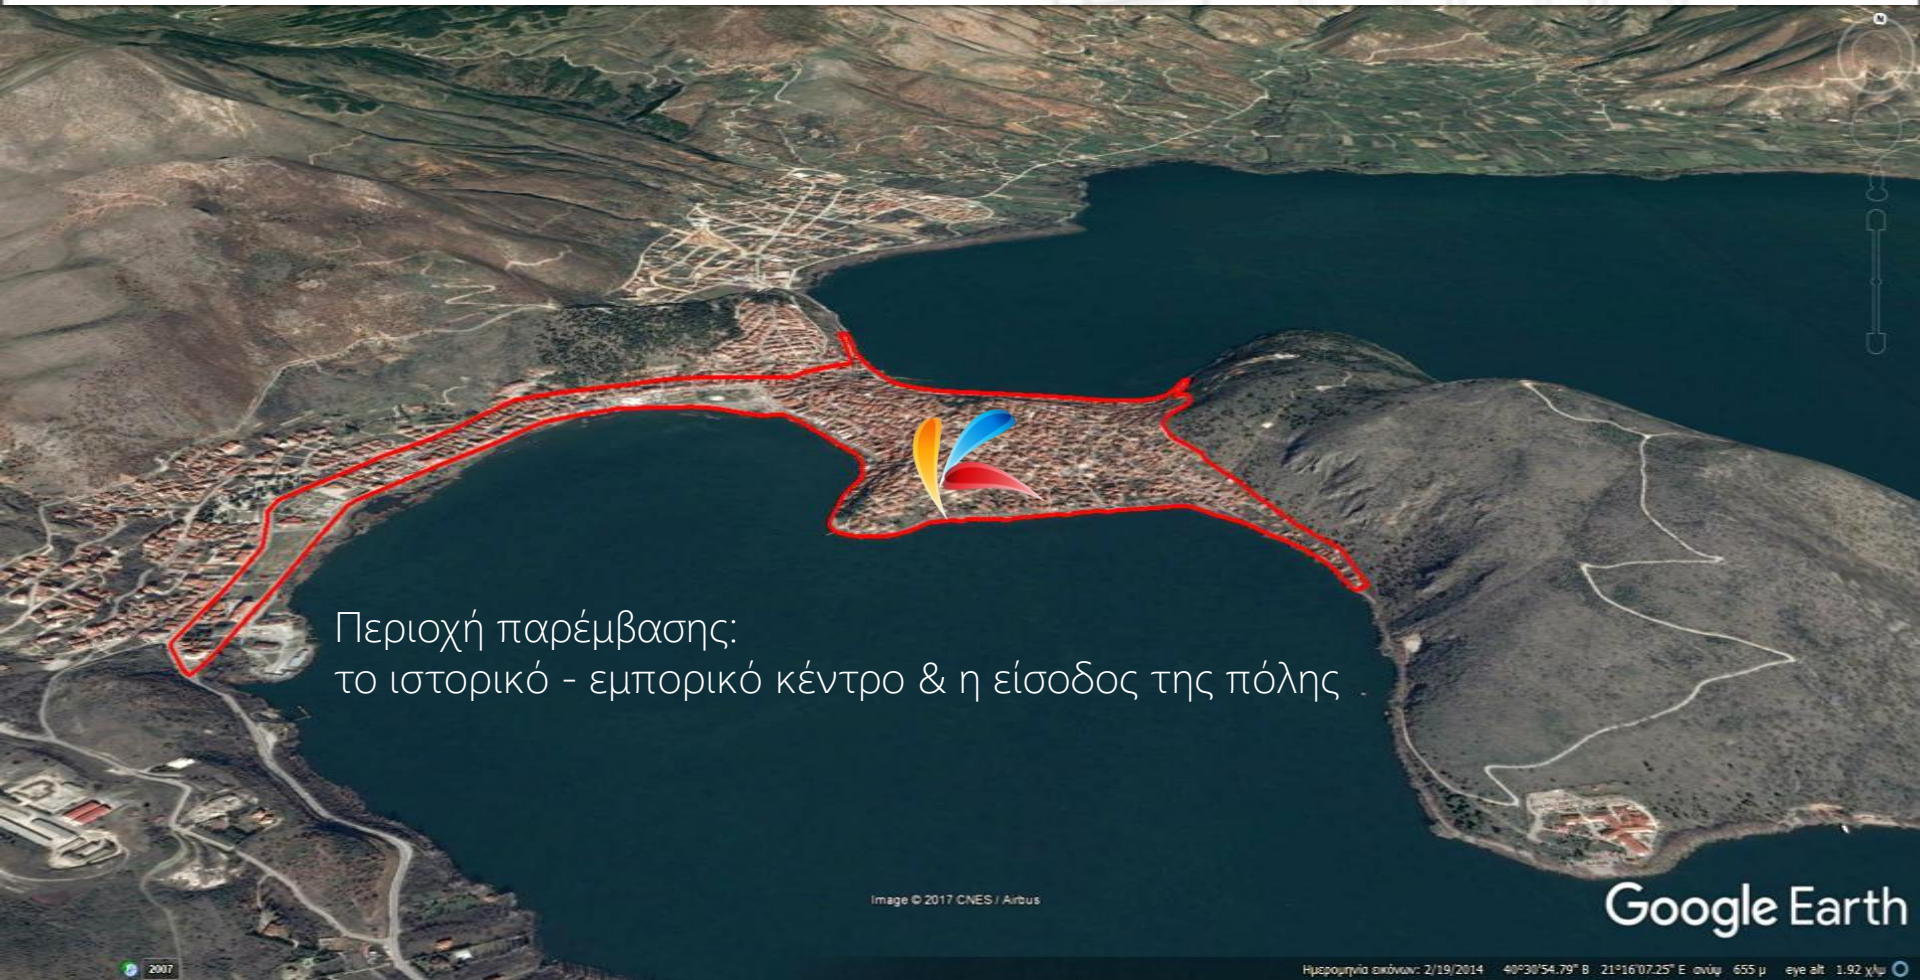 N
Περιοχή παρέμβασης:
το ιστορικό - εμπορικό κέντρο & η είσοδος της πόλης
Image © 2017 CNES / Airbus
Google Earth
2007
Ημερομηνία εικόνων: 2/19/2014 40°30'54.79" Β 21°16'07.25" Ε ανύψ 655 μ eye alt 1.92 χλμ